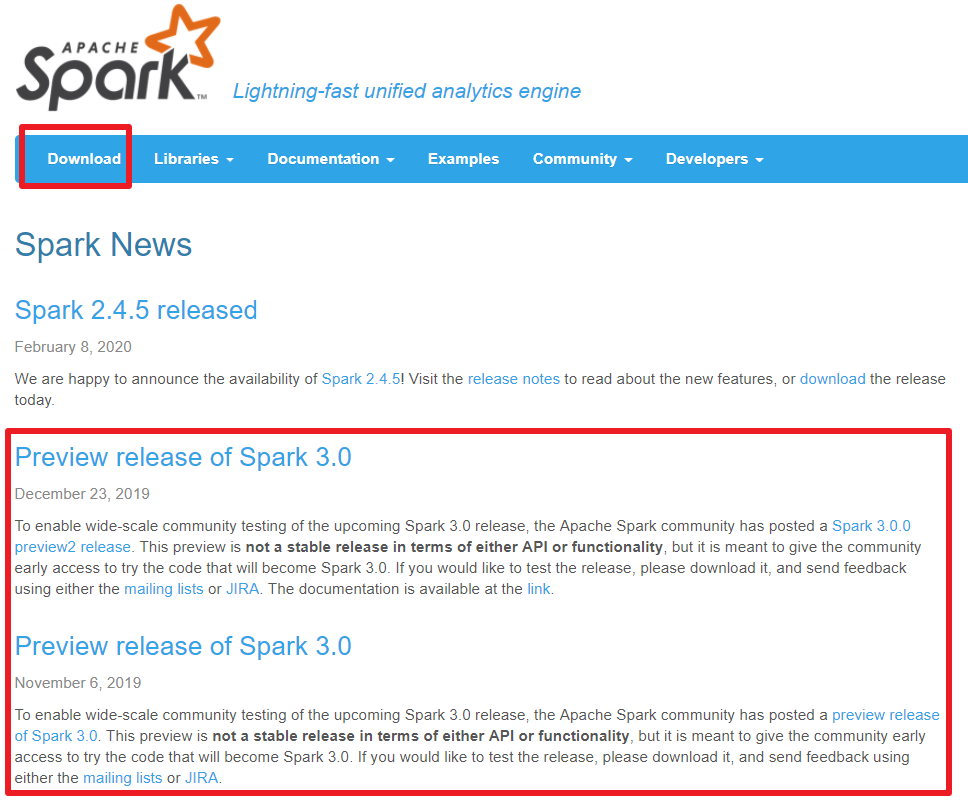 APACHE
Spark™
Lightning-fast unified analytics engine
Download Libraries Documentation Examples Community Developers
Spark News
Spark 2.4.5 released
February 8, 2020
We are happy to announce the availability of Spark 2.4.5! Visit the release notes to read about the new features, or download the release
today.
Preview release of Spark 3.0
December 23, 2019
To enable wide-scale community testing of the upcoming Spark 3.0 release, the Apache Spark community has posted a Spark 3.0.0
preview2 release. This preview is not a stable release in terms of either API or functionality, but it is meant to give the community
early access to try the code that will become Spark 3.0. If you would like to test the release, please download it, and send feedback
using either the mailing lists or JIRA. The documentation is available at the link.
Preview release of Spark 3.0
November 6, 2019
To enable wide-scale community testing of the upcoming Spark 3.0 release, the Apache Spark community has posted a preview release
of Spark 3.0. This preview is not a stable release in terms of either API or functionality, but it is meant to give the community early
access to try the code that will become Spark 3.0. If you would like to test the release, please download it, and send feedback using
either the mailing lists or JIRA.